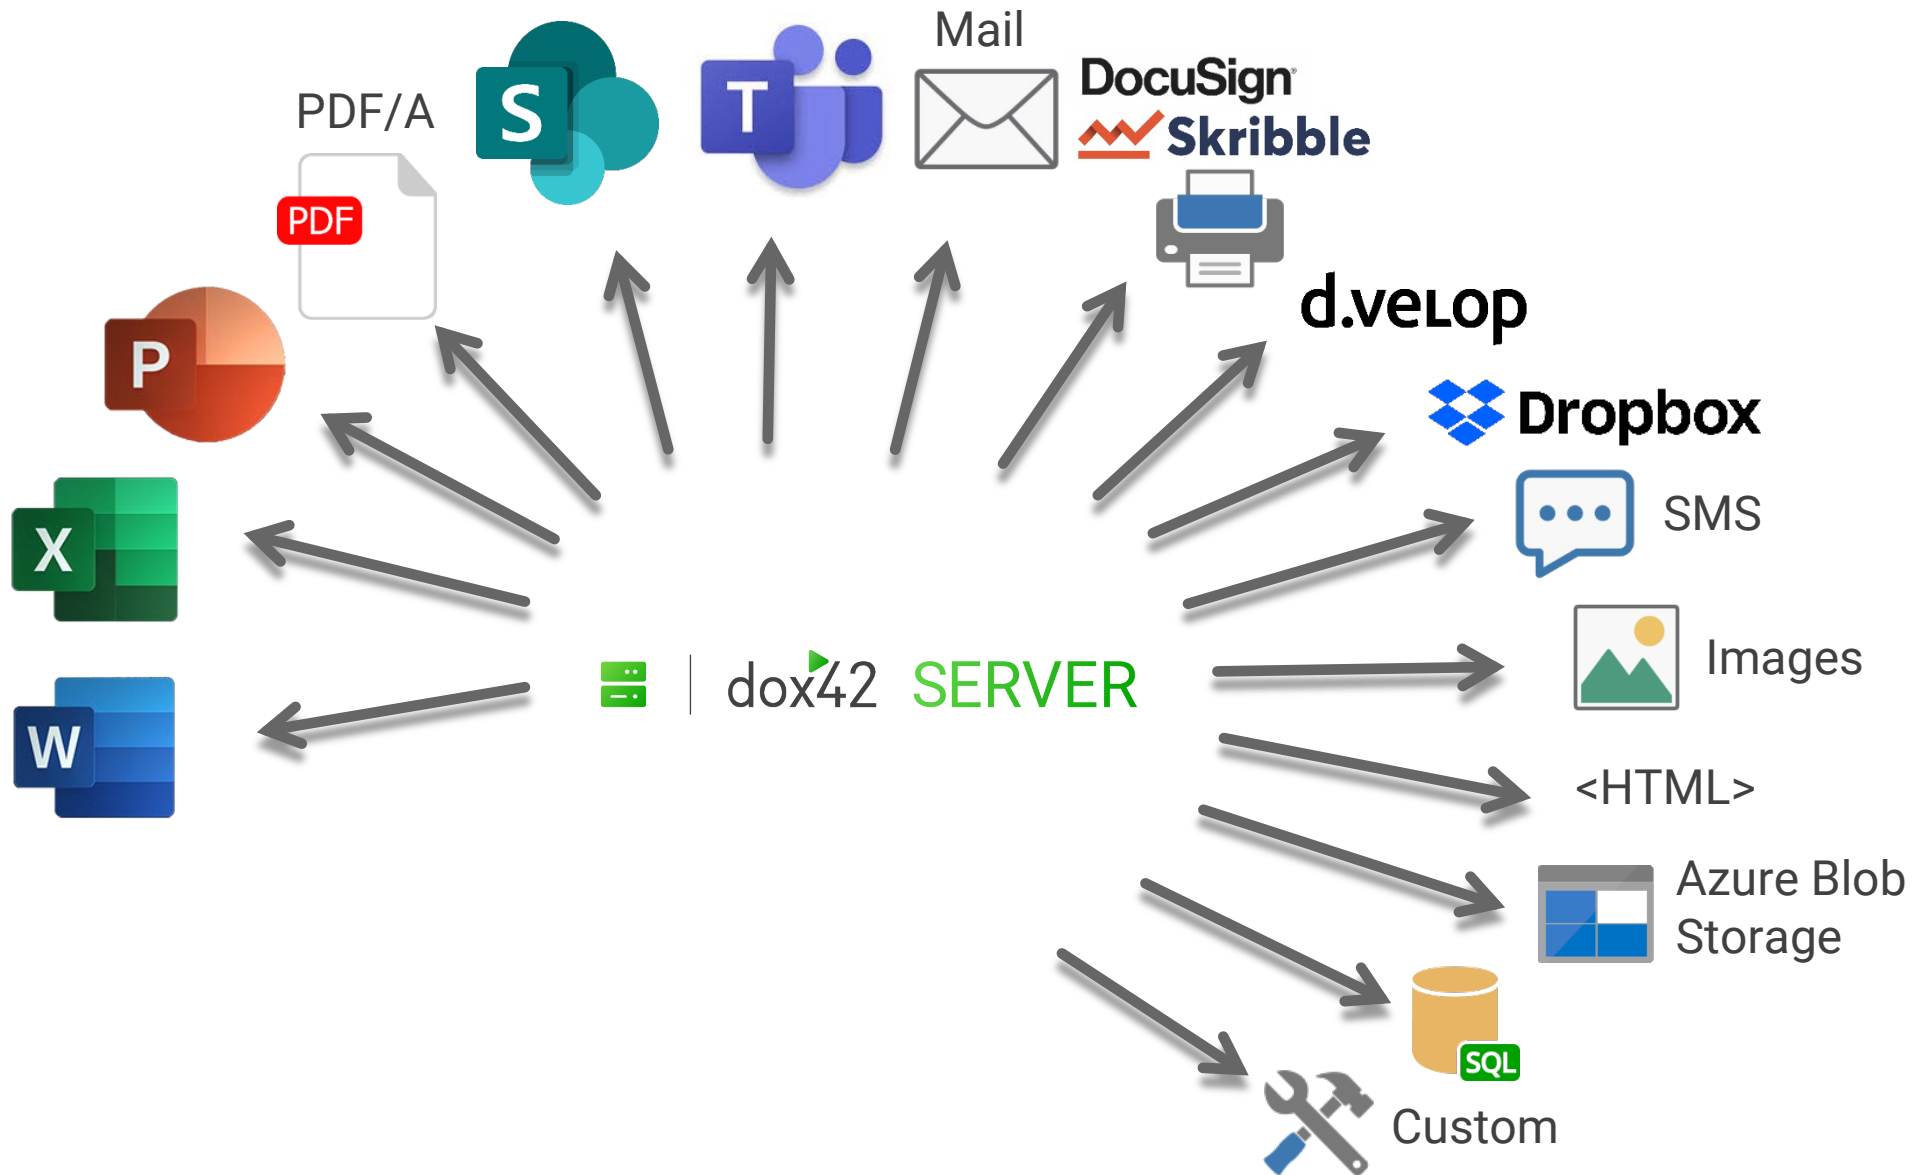 Mail
DocuSign
Skribble
PDF/A
PDF
S
T
P
d.velop
Dropbox
SMS
X
Images
dox42 SERVER
W
<HTML>
Azure Blob
Storage
SQL
Custom